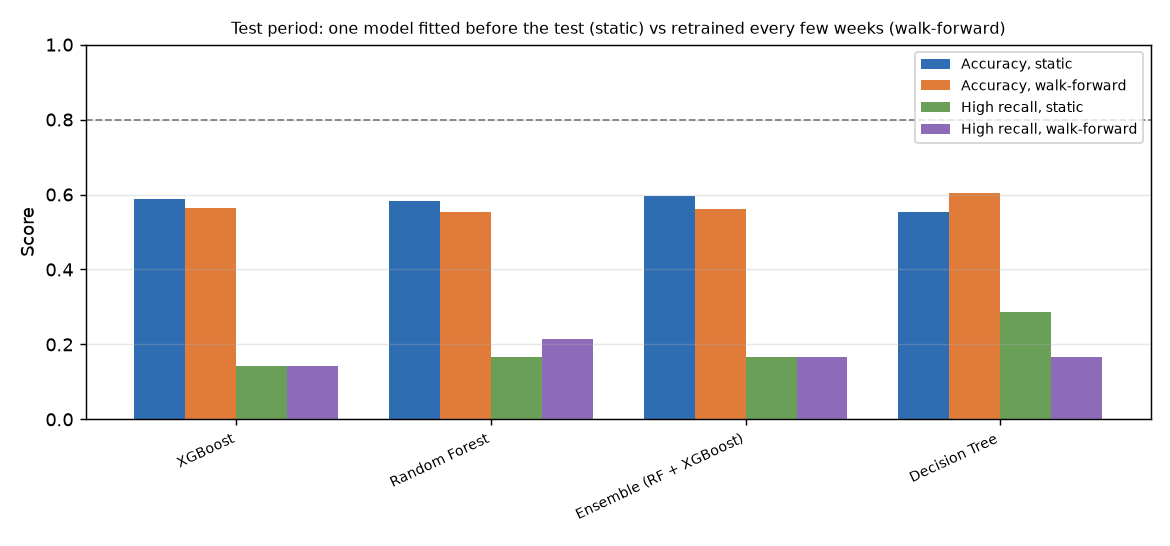 Test period: one model fitted before the test (static) vs retrained every few weeks (walk-forward)
Accuracy, static
Accuracy, walk-forward
High recall, static
High recall, walk-forward
Score
1.0
0.8
0.6
0.4
0.2
0.0
XGBoost
Random Forest
Ensemble (RF + XGBoost)
Decision Tree